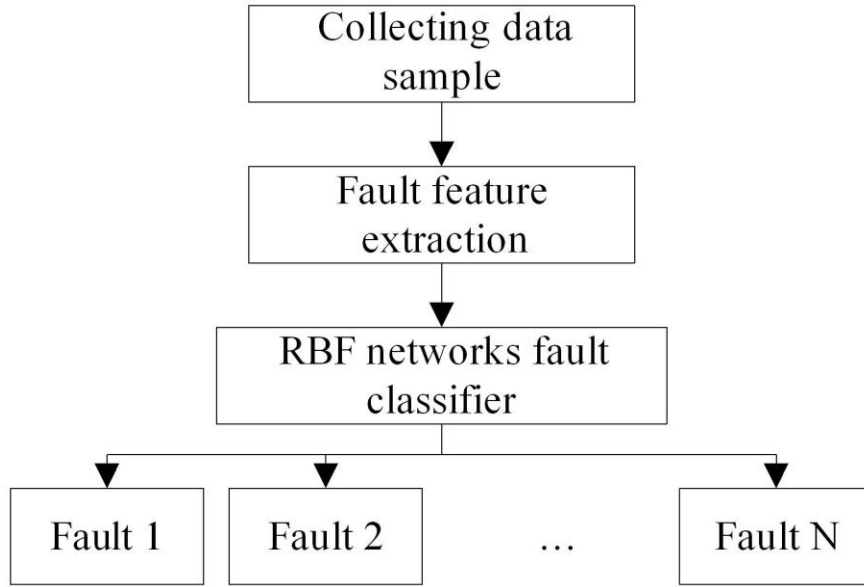 Collecting data
sample
Fault feature
extraction
RBF networks fault
classifier
Fault 1
Fault 2
...
Fault N